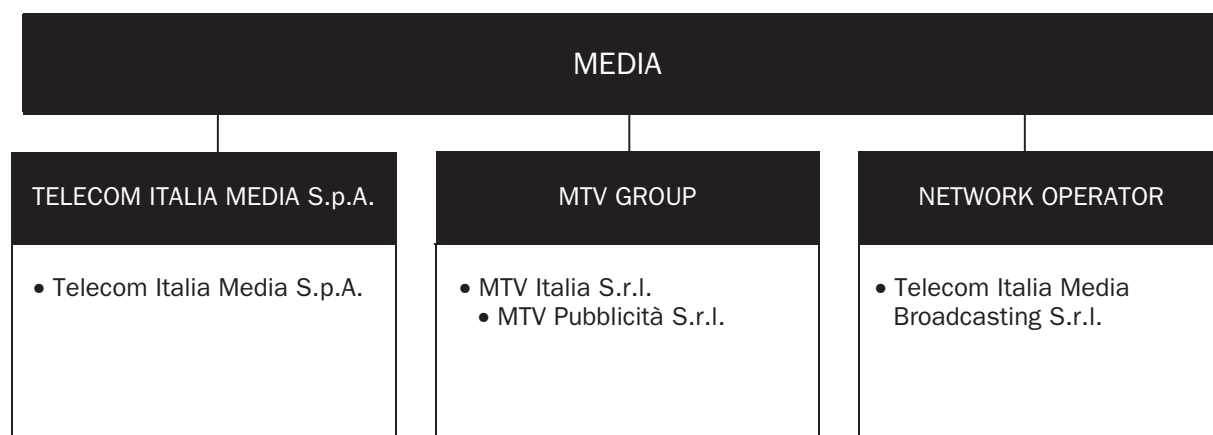 MEDIA
TELECOM ITALIA MEDIA S.p.A.
• Telecom Italia Media S.p.A.
MTV GROUP
• MTV Italia S.r.l.
• MTV Pubblicità S.r.l.
NETWORK OPERATOR
• Telecom Italia Media
Broadcasting S.r.l.